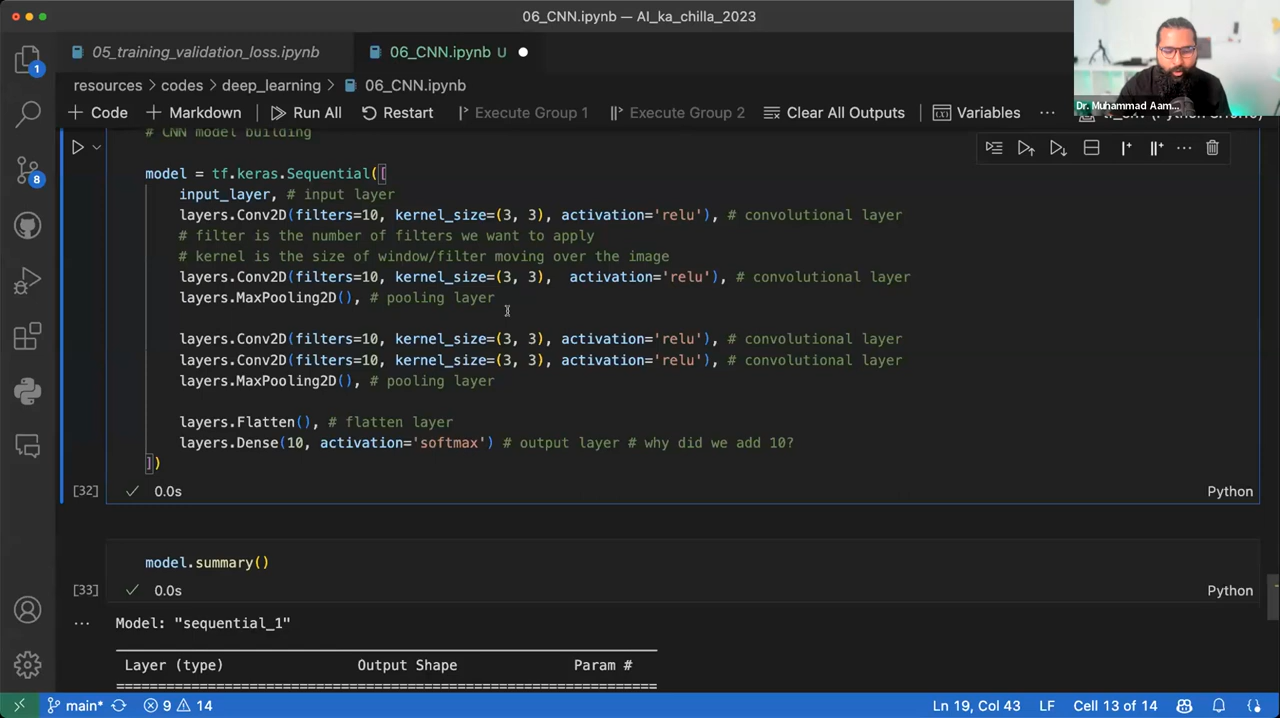 06_CNN.ipynb — AI_ka_chilla_2023
05_training_validation_loss.ipynb
06_CNN.ipynb U
resources > codes > deep_learning > 06_CNN.ipynb
Dr. Muhammad Aam...
+ Code + Markdown Run All Restart Execute Group 1 Execute Group 2 Clear All Outputs Variables ...
# CNN model building
model = tf.keras.Sequential([
input_layer, # input layer
layers.Conv2D(filters=10, kernel_size=(3, 3), activation='relu'), # convolutional layer
# filter is the number of filters we want to apply
# kernel is the size of window/filter moving over the image
layers.Conv2D(filters=10, kernel_size=(3, 3),  activation='relu'), # convolutional layer
layers.MaxPooling2D(), # pooling layer
layers.Conv2D(filters=10, kernel_size=(3, 3), activation='relu'), # convolutional layer
layers.Conv2D(filters=10, kernel_size=(3, 3), activation='relu'), # convolutional layer
layers.MaxPooling2D(), # pooling layer
layers.Flatten(), # flatten layer
layers.Dense(10, activation='softmax') # output layer # why did we add 10?
])
[32] 0.0s Python
model.summary()
[33] 0.0s Python
... Model: "sequential_1"
Layer (type) Output Shape Param #
=================================================================
1
8
main* 9 14 Ln 19, Col 43 LF Cell 13 of 14